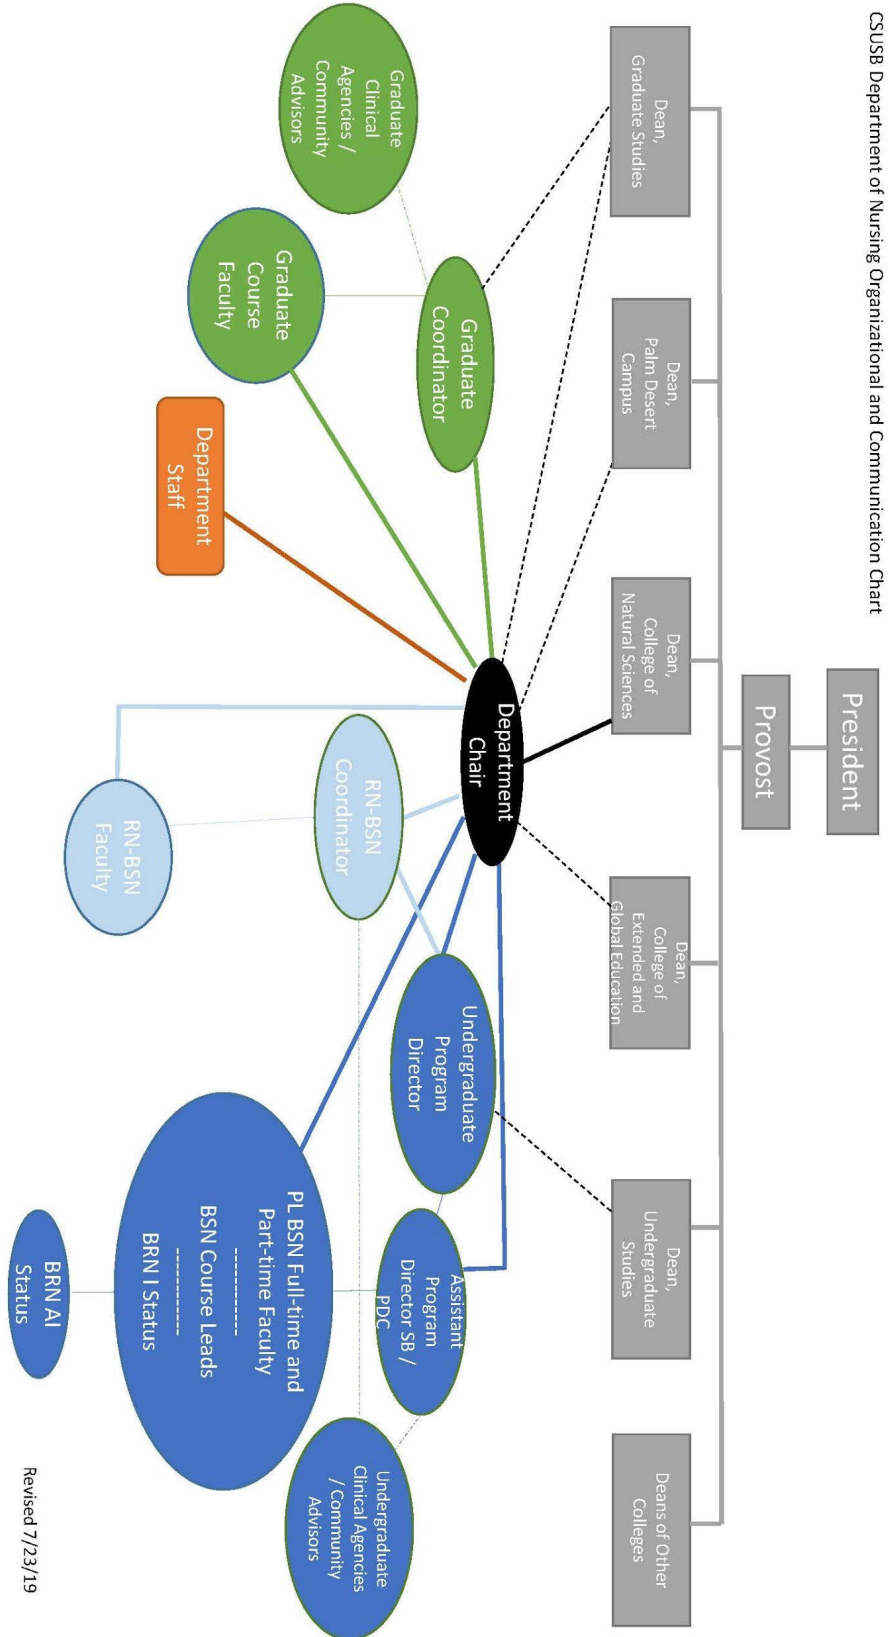 CSUSB Department of Nursing Organizational and Communication Chart
President
Provost
Dean,
Graduate Studies
Dean,
Palm Desert
Campus
Dean,
College of
Natural Sciences
Dean,
College of
Extended and
Global Education
Dean,
Undergraduate
Studies
Deans of Other
Colleges
Department
Chair
Graduate
Coordinator
Graduate
Clinical
Agencies /
Community
Advisors
Graduate
Course
Faculty
Department
Staff
RN-BSN
Coordinator
RN-BSN
Faculty
Undergraduate
Program
Director
Assistant
Program
Director SB /
PDC
Undergraduate
Clinical Agencies
/ Community
Advisors
PL BSN Full-time and
Part-time Faculty
-----------
BSN Course Leads
-----------
BRN I Status
BRN AI
Status
Revised 7/23/19